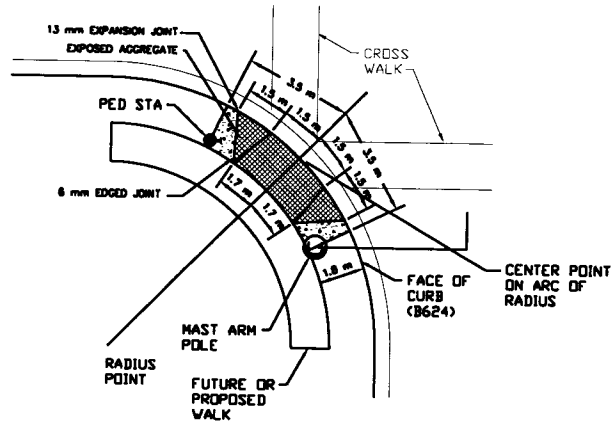 13 mm EXPANSION JOINT
EXPOSED AGGREGATE
PED STA
6 mm EDGED JOINT
3.5 m
1.5 m
1.5 m
3.5 m
1.5 m
1.5 m
1.7 m
1.7 m
1.8 m
CROSS
WALK
FACE OF
CURB
(B624)
CENTER POINT
ON ARC OF
RADIUS
MAST ARM
POLE
RADIUS
POINT
FUTURE OR
PROPOSED
WALK